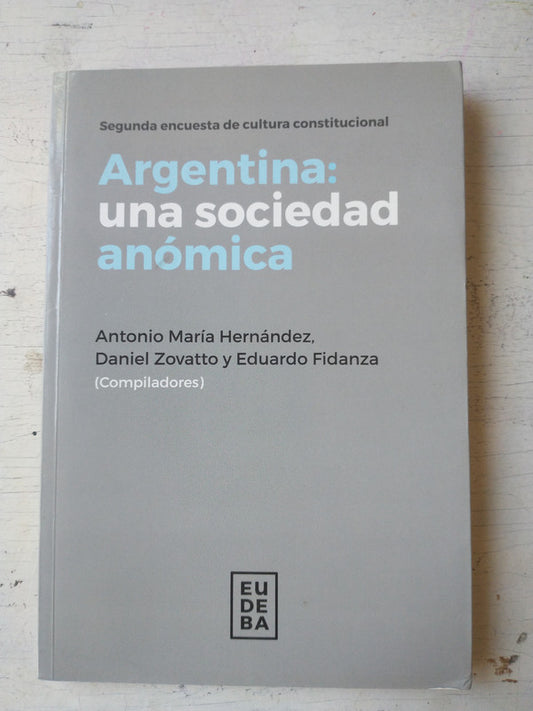 Segunda encuesta de cultura constitucional
Argentina:
una sociedad
anómica
Antonio María Hernández,
Daniel Zovatto y Eduardo Fidanza
(Compiladores)
EU
DE
BA